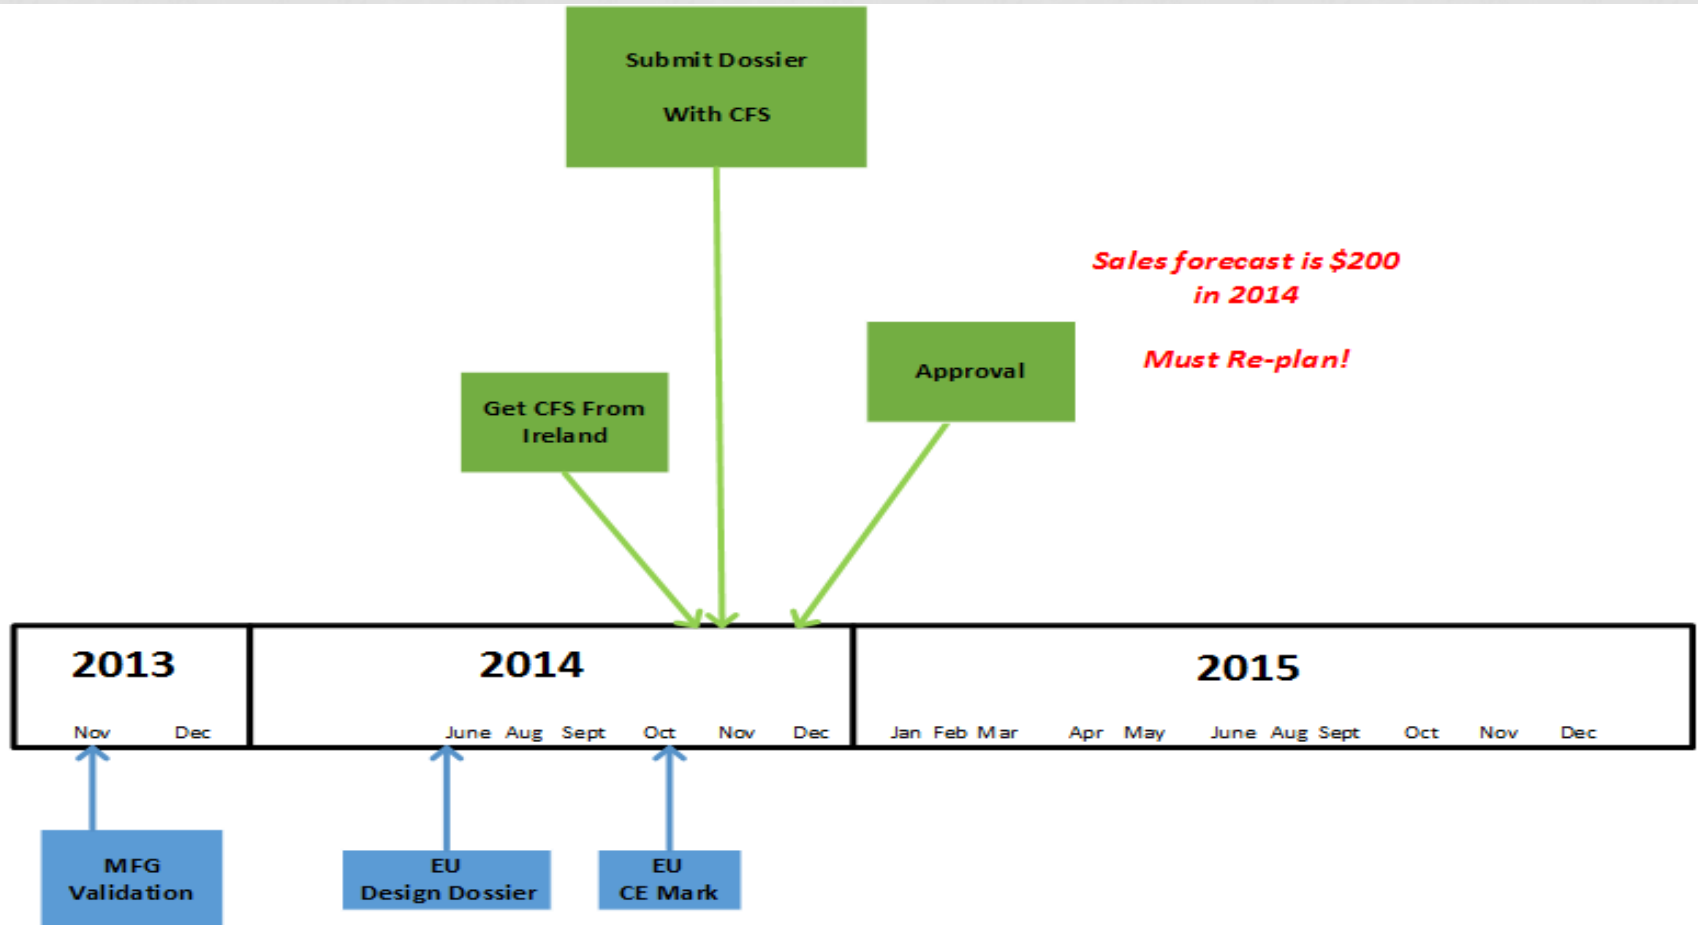 Submit Dossier
With CFS
Sales forecast is $200
in 2014
Must Re-plan!
Approval
Get CFS From
Ireland
2013
2014
2015
Nov Dec
June Aug Sept Oct Nov Dec
Jan Feb Mar Apr May June Aug Sept Oct Nov Dec
MFG
Validation
EU
Design Dossier
EU
CE Mark